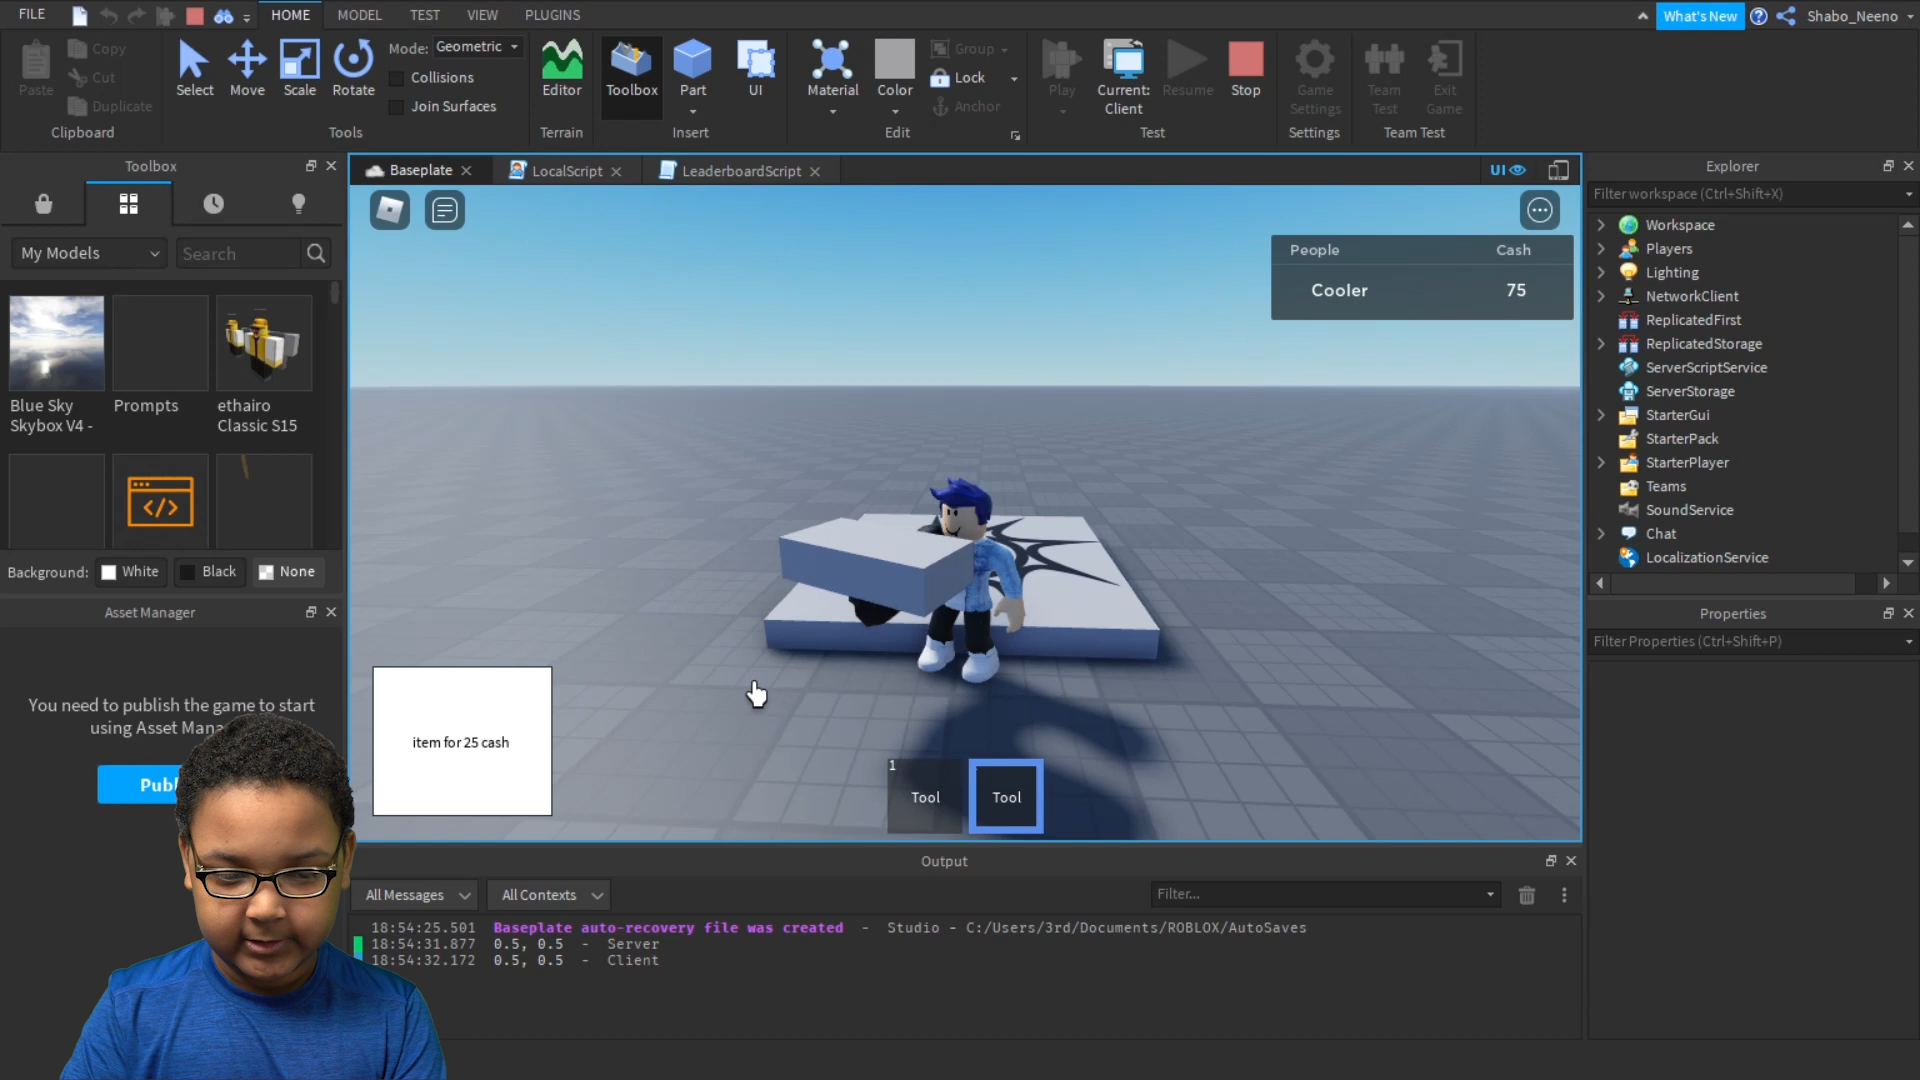 FILE
HOME
MODEL
TEST
VIEW
PLUGINS
What's New
Shabo_Neeno
Paste
Copy
Cut
Duplicate
Clipboard
Select
Move
Scale
Rotate
Mode: Geometric
Collisions
Join Surfaces
Tools
Editor
Terrain
Toolbox
Part
UI
Insert
Material
Color
Group
Lock
Anchor
Edit
Play
Current:
Client
Resume
Stop
Test
Game
Settings
Settings
Team
Test
Exit
Game
Team Test
Toolbox
My Models
Search
Blue Sky
Skybox V4 -
Prompts
ethairo
Classic S15
Background:
White
Black
None
Asset Manager
You need to publish the game to start
using Asset Mana
Publ
Baseplate
LocalScript
LeaderboardScript
UI
People Cash
Cooler 75
item for 25 cash
1
Tool
Tool
Output
All Messages
All Contexts
Filter...
18:54:25.501 Baseplate auto-recovery file was created - Studio - C:/Users/3rd/Documents/ROBLOX/AutoSaves
18:54:31.877 0.5, 0.5 - Server
18:54:32.172 0.5, 0.5 - Client
Explorer
Filter workspace (Ctrl+Shift+X)
Workspace
Players
Lighting
NetworkClient
ReplicatedFirst
ReplicatedStorage
ServerScriptService
ServerStorage
StarterGui
StarterPack
StarterPlayer
Teams
SoundService
Chat
LocalizationService
Properties
Filter Properties (Ctrl+Shift+P)